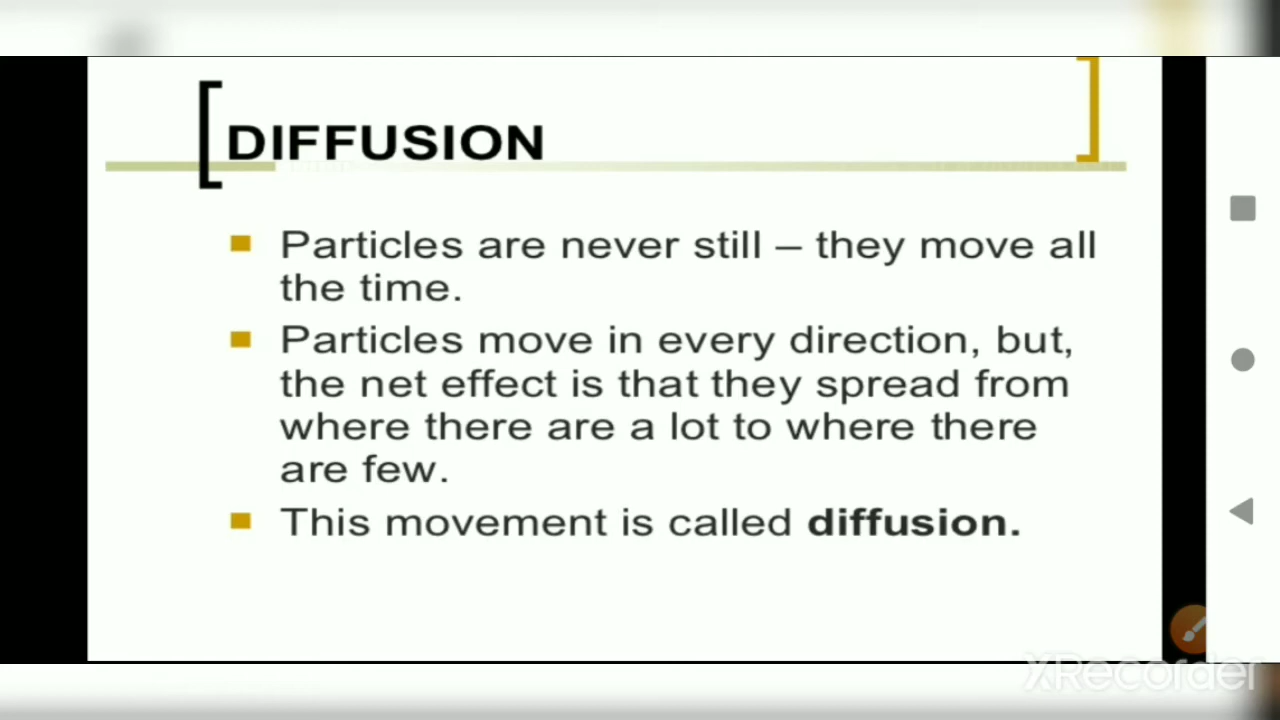 DIFFUSION
Particles are never still – they move all
the time.
Particles move in every direction, but,
the net effect is that they spread from
where there are a lot to where there
are few.
This movement is called diffusion.
XRecorder